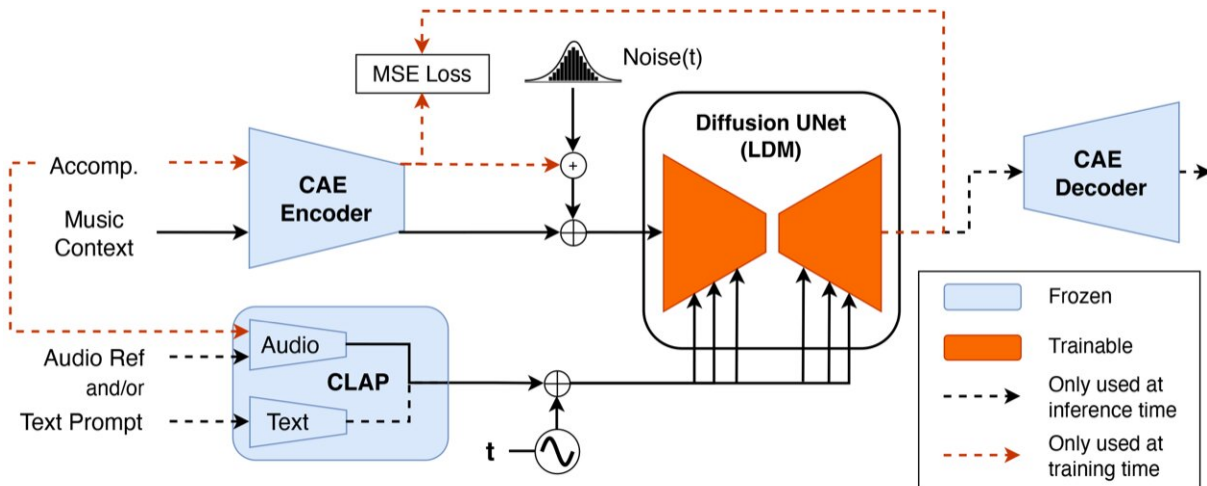 MSE Loss
Noise(t)
Diffusion UNet
(LDM)
Accomp.
CAE
Encoder
+
CAE
Decoder
Music
Context
Audio Ref
and/or
Text Prompt
Audio
CLAP
Text
t
Frozen
Trainable
Only used at
inference time
Only used at
training time